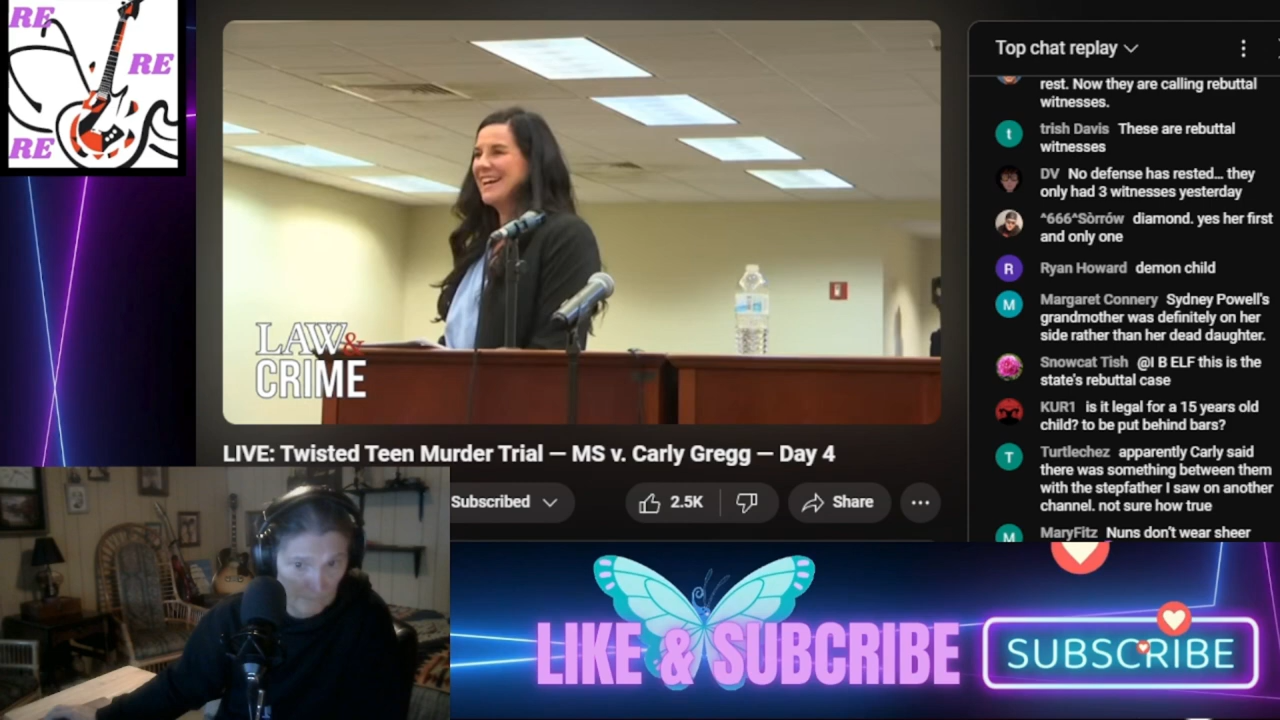 RE
RE
RE
LAW&
CRIME
LIVE: Twisted Teen Murder Trial — MS v. Carly Gregg — Day 4
Subscribed
2.5K
Share
Top chat replay
rest. Now they are calling rebuttal
witnesses.
t
trish Davis These are rebuttal
witnesses
DV No defense has rested... they
only had 3 witnesses yesterday
^666^Sòrrów diamond. yes her first
and only one
R
Ryan Howard demon child
M
Margaret Connery Sydney Powell's
grandmother was definitely on her
side rather than her dead daughter.
Snowcat Tish @I B ELF this is the
state's rebuttal case
KUR1 is it legal for a 15 years old
child? to be put behind bars?
T
Turtlechez apparently Carly said
there was something between them
with the stepfather I saw on another
channel. not sure how true
M
MaryFitz Nuns don't wear sheer
LIKE & SUBCRIBE
SUBSCRIBE